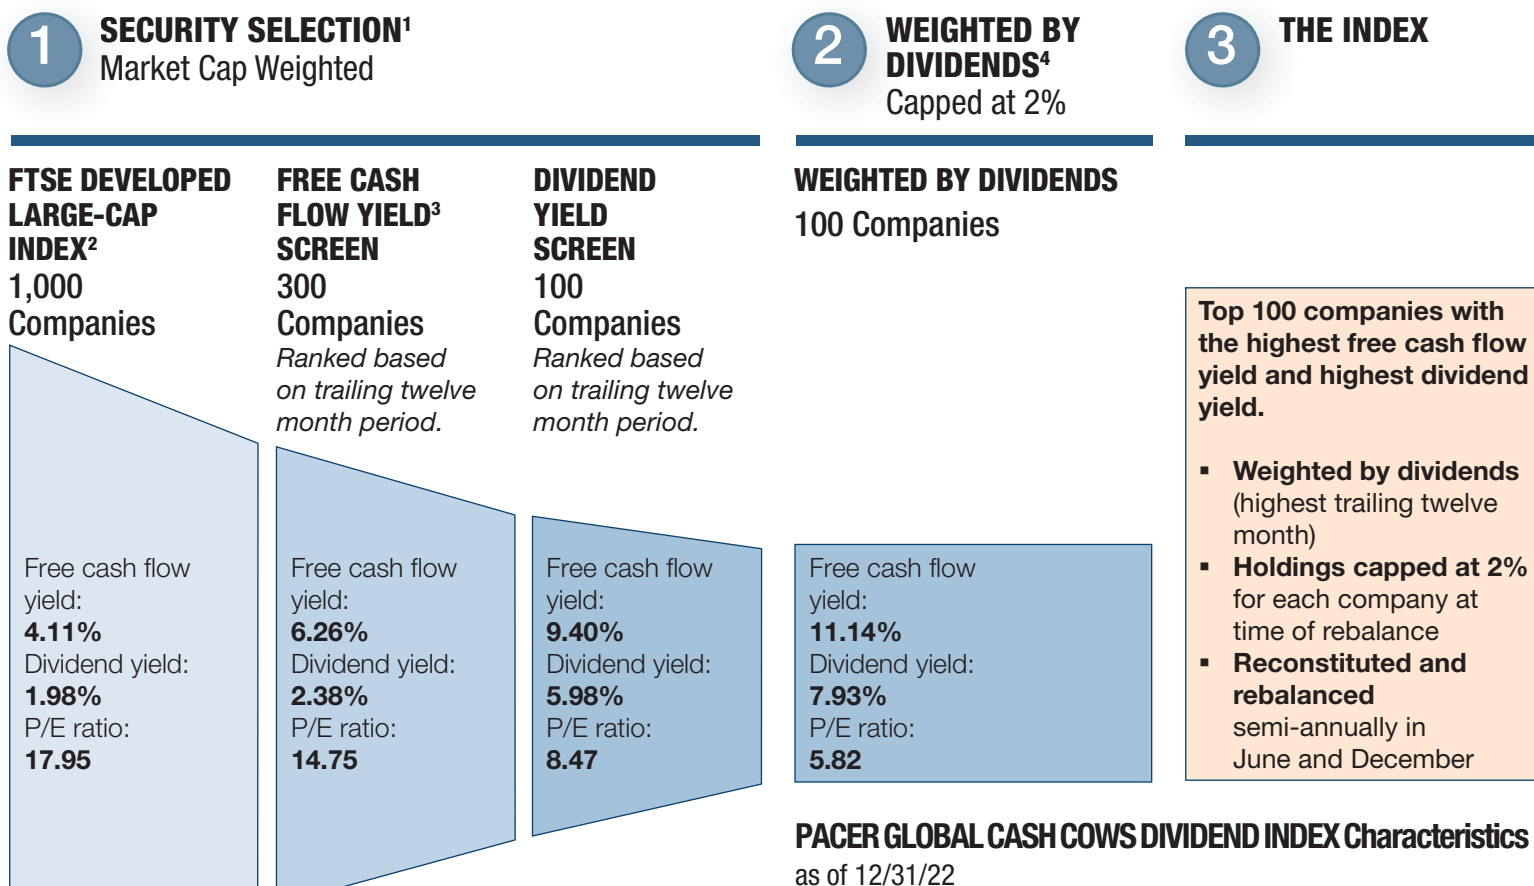 1
SECURITY SELECTION¹
Market Cap Weighted
2
WEIGHTED BY
DIVIDENDS⁴
Capped at 2%
3
THE INDEX
FTSE DEVELOPED
LARGE-CAP
INDEX²
1,000
Companies
FREE CASH
FLOW YIELD³
SCREEN
300
Companies
Ranked based
on trailing twelve
month period.
DIVIDEND
YIELD
SCREEN
100
Companies
Ranked based
on trailing twelve
month period.
WEIGHTED BY DIVIDENDS
100 Companies
Free cash flow
yield:
4.11%
Dividend yield:
1.98%
P/E ratio:
17.95
Free cash flow
yield:
6.26%
Dividend yield:
2.38%
P/E ratio:
14.75
Free cash flow
yield:
9.40%
Dividend yield:
5.98%
P/E ratio:
8.47
Free cash flow
yield:
11.14%
Dividend yield:
7.93%
P/E ratio:
5.82
Top 100 companies with
the highest free cash flow
yield and highest dividend
yield.
▪ Weighted by dividends
(highest trailing twelve
month)
▪ Holdings capped at 2%
for each company at
time of rebalance
▪ Reconstituted and
rebalanced
semi-annually in
June and December
PACER GLOBAL CASH COWS DIVIDEND INDEX Characteristics
as of 12/31/22